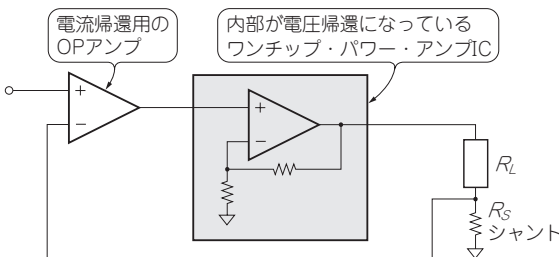 電流帰還用の
OPアンプ
内部が電圧帰還になっている
ワンチップ・パワー・アンプIC
+
−
+
−
RL
RS
シャント